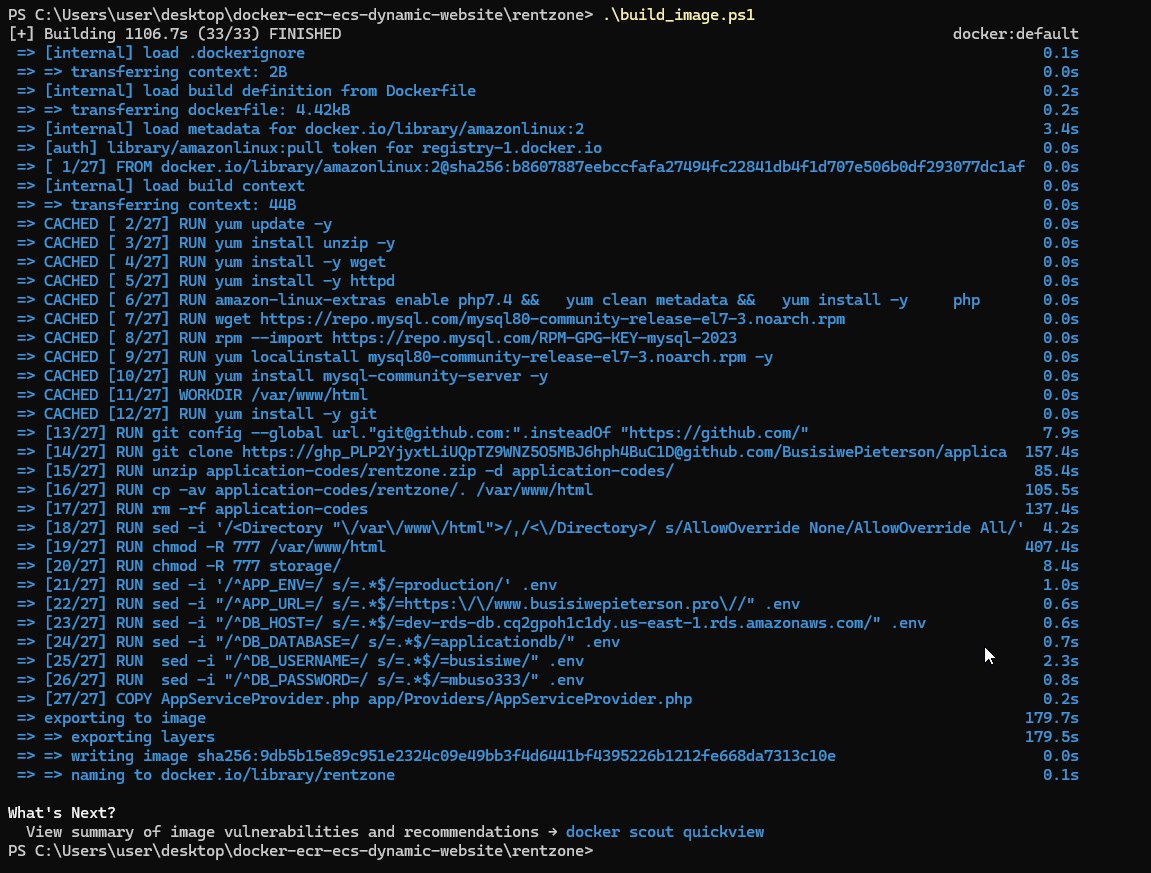 PS C:\Users\user\desktop\docker-ecr-ecs-dynamic-website\rentzone> .\build_image.ps1
[+] Building 1106.7s (33/33) FINISHED docker:default
=> [internal] load .dockerignore 0.1s
=> => transferring context: 2B 0.0s
=> [internal] load build definition from Dockerfile 0.2s
=> => transferring dockerfile: 4.42kB 0.2s
=> [internal] load metadata for docker.io/library/amazonlinux:2 3.4s
=> [auth] library/amazonlinux:pull token for registry-1.docker.io 0.0s
=> [ 1/27] FROM docker.io/library/amazonlinux:2@sha256:b8607887eebccfafa27494fc22841db4f1d707e506b0df293077dc1af 0.0s
=> [internal] load build context 0.0s
=> => transferring context: 44B 0.0s
=> CACHED [ 2/27] RUN yum update -y 0.0s
=> CACHED [ 3/27] RUN yum install unzip -y 0.0s
=> CACHED [ 4/27] RUN yum install -y wget 0.0s
=> CACHED [ 5/27] RUN yum install -y httpd 0.0s
=> CACHED [ 6/27] RUN amazon-linux-extras enable php7.4 &&   yum clean metadata &&   yum install -y     php 0.0s
=> CACHED [ 7/27] RUN wget https://repo.mysql.com/mysql80-community-release-el7-3.noarch.rpm 0.0s
=> CACHED [ 8/27] RUN rpm --import https://repo.mysql.com/RPM-GPG-KEY-mysql-2023 0.0s
=> CACHED [ 9/27] RUN yum localinstall mysql80-community-release-el7-3.noarch.rpm -y 0.0s
=> CACHED [10/27] RUN yum install mysql-community-server -y 0.0s
=> CACHED [11/27] WORKDIR /var/www/html 0.0s
=> CACHED [12/27] RUN yum install -y git 0.0s
=> [13/27] RUN git config --global url."git@github.com:".insteadOf "https://github.com/" 7.9s
=> [14/27] RUN git clone https://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@github.com/BusisiwePieterson/applica 157.4s
=> [15/27] RUN unzip application-codes/rentzone.zip -d application-codes/ 85.4s
=> [16/27] RUN cp -av application-codes/rentzone/. /var/www/html 105.5s
=> [17/27] RUN rm -rf application-codes 137.4s
=> [18/27] RUN sed -i '/<Directory "\/var\/www\/html">/,/<\/Directory>/ s/AllowOverride None/AllowOverride All/' 4.2s
=> [19/27] RUN chmod -R 777 /var/www/html 407.4s
=> [20/27] RUN chmod -R 777 storage/ 8.4s
=> [21/27] RUN sed -i '/^APP_ENV=/ s/=.*$/=production/' .env 1.0s
=> [22/27] RUN sed -i "/^APP_URL=/ s/=.*$/=https:\/\/www.busisiwepieterson.pro\//" .env 0.6s
=> [23/27] RUN sed -i "/^DB_HOST=/ s/=.*$/=dev-rds-db.cq2gpoh1c1dy.us-east-1.rds.amazonaws.com/" .env 0.6s
=> [24/27] RUN sed -i "/^DB_DATABASE=/ s/=.*$/=applicationdb/" .env 0.7s
=> [25/27] RUN  sed -i "/^DB_USERNAME=/ s/=.*$/=busisiwe/" .env 2.3s
=> [26/27] RUN  sed -i "/^DB_PASSWORD=/ s/=.*$/=mbuso333/" .env 0.8s
=> [27/27] COPY AppServiceProvider.php app/Providers/AppServiceProvider.php 0.2s
=> exporting to image 179.7s
=> => exporting layers 179.5s
=> => writing image sha256:9db5b15e89c951e2324c09e49bb3f4d6441bf4395226b1212fe668da7313c10e 0.0s
=> => naming to docker.io/library/rentzone 0.1s
What's Next?
View summary of image vulnerabilities and recommendations → docker scout quickview
PS C:\Users\user\desktop\docker-ecr-ecs-dynamic-website\rentzone>